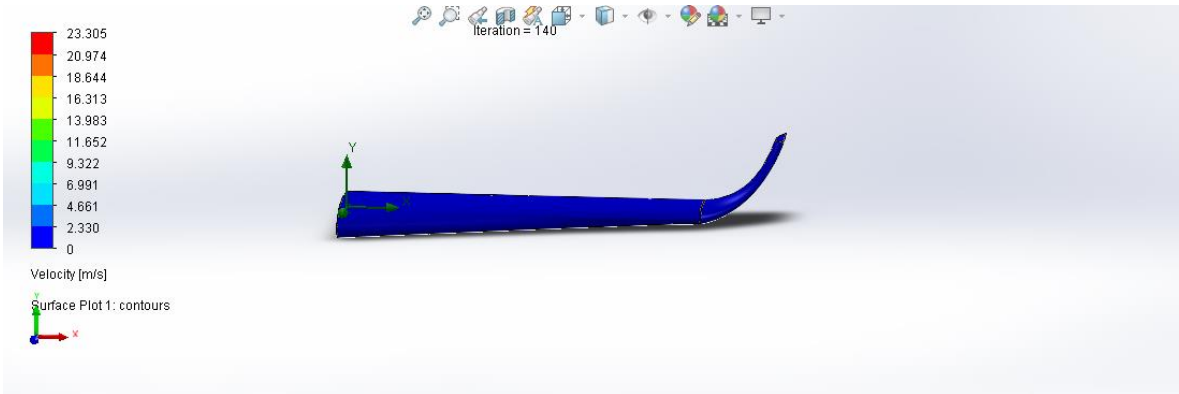 Iteration = 140
23.305
20.974
18.644
16.313
13.983
11.652
9.322
6.991
4.661
2.330
0
Velocity [m/s]
Surface Plot 1: contours
Y
X
Y
X